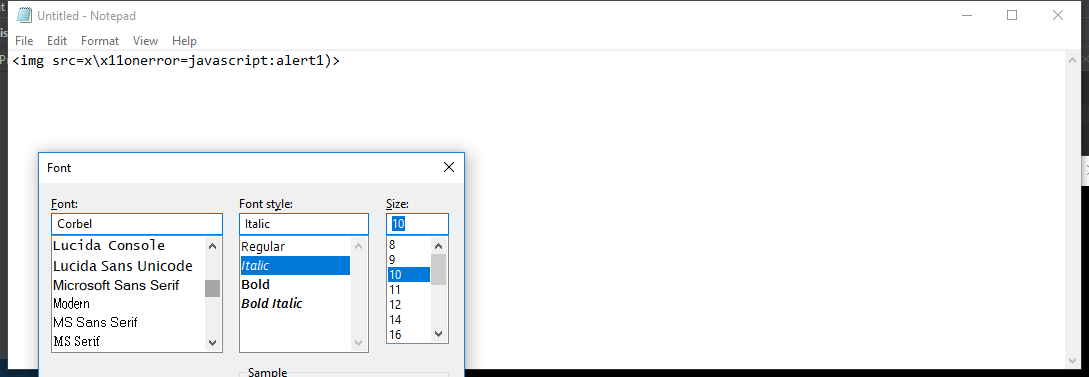 Untitled - Notepad
File Edit Format View Help
<img src=x\x11onerror=javascript:alert1)>
Font
Font: Font style: Size:
Corbel Italic 10
Lucida Console Regular 8
Lucida Sans Unicode Italic 9
Microsoft Sans Serif Bold 10
Modern Bold Italic 11
MS Sans Serif 12
MS Serif 14
16
Sample